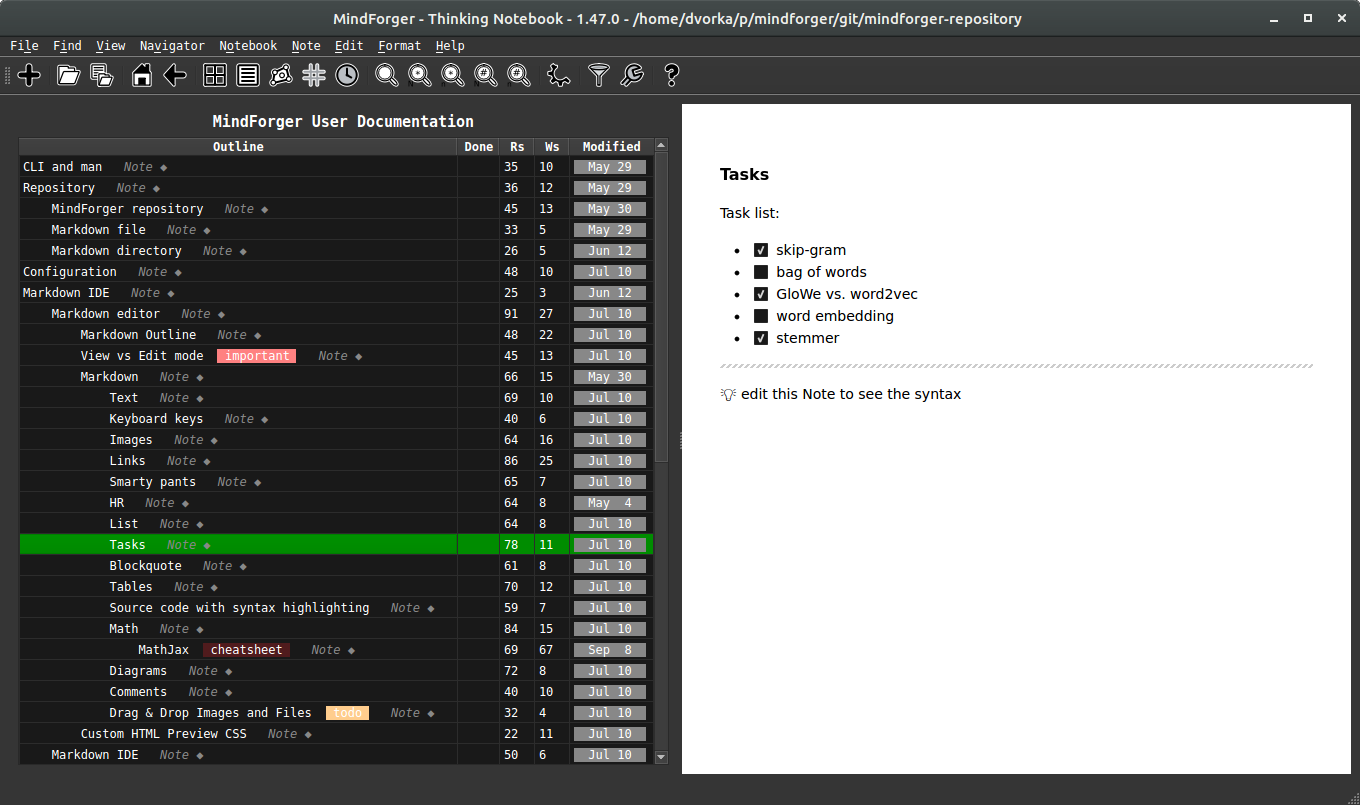 MindForger - Thinking Notebook - 1.47.0 - /home/dvorka/p/mindforger/git/mindforger-repository
File Find View Navigator Notebook Note Edit Format Help
MindForger User Documentation
Outline Done Rs Ws Modified
CLI and man Note ◆ 35 10 May 29
Repository Note ◆ 36 12 May 29
MindForger repository Note ◆ 45 13 May 30
Markdown file Note ◆ 33 5 May 29
Markdown directory Note ◆ 26 5 Jun 12
Configuration Note ◆ 48 10 Jul 10
Markdown IDE Note ◆ 25 3 Jun 12
Markdown editor Note ◆ 91 27 Jul 10
Markdown Outline Note ◆ 48 22 Jul 10
View vs Edit mode important Note ◆ 45 13 Jul 10
Markdown Note ◆ 66 15 May 30
Text Note ◆ 69 10 Jul 10
Keyboard keys Note ◆ 40 6 Jul 10
Images Note ◆ 64 16 Jul 10
Links Note ◆ 86 25 Jul 10
Smarty pants Note ◆ 65 7 Jul 10
HR Note ◆ 64 8 May 4
List Note ◆ 64 8 Jul 10
Tasks Note ◆ 78 11 Jul 10
Blockquote Note ◆ 61 8 Jul 10
Tables Note ◆ 70 12 Jul 10
Source code with syntax highlighting Note ◆ 59 7 Jul 10
Math Note ◆ 84 15 Jul 10
MathJax cheatsheet Note ◆ 69 67 Sep 8
Diagrams Note ◆ 72 8 Jul 10
Comments Note ◆ 40 10 Jul 10
Drag & Drop Images and Files todo Note ◆ 32 4 Jul 10
Custom HTML Preview CSS Note ◆ 22 11 Jul 10
Markdown IDE Note ◆ 50 6 Jul 10
Tasks
Task list:
• ☑ skip-gram
• ■ bag of words
• ☑ GloWe vs. word2vec
• ■ word embedding
• ☑ stemmer
💡 edit this Note to see the syntax